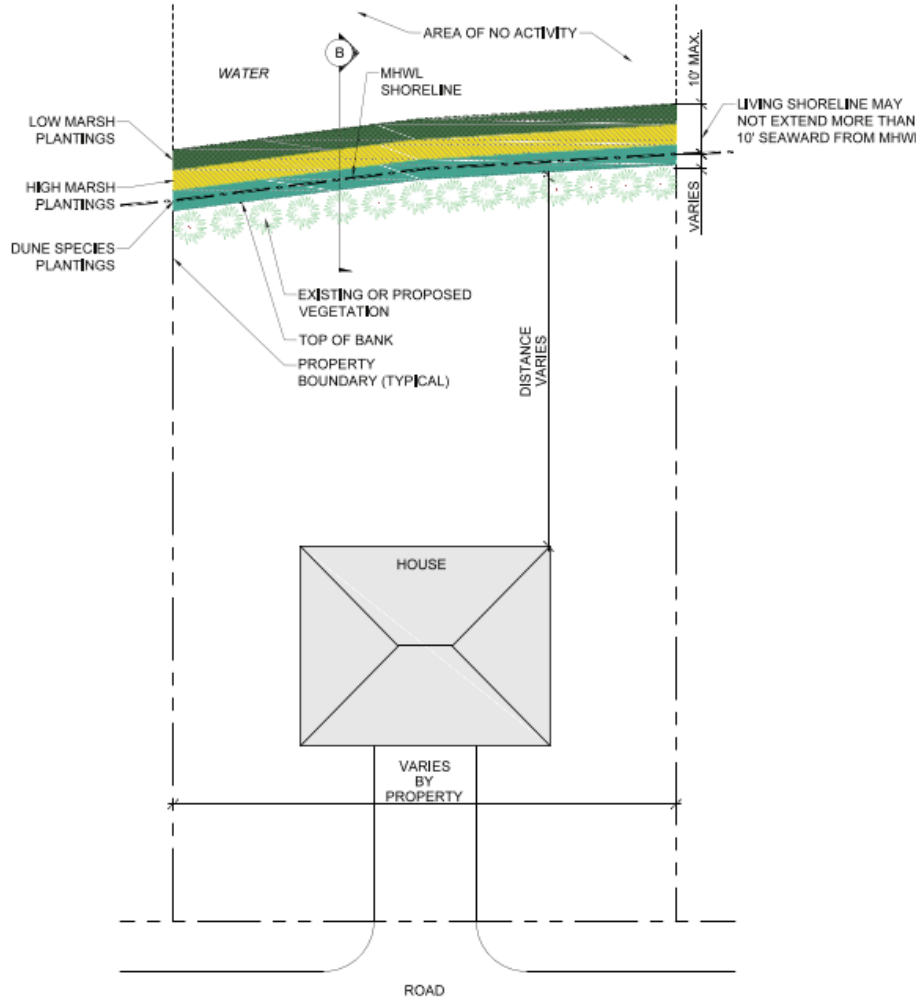 AREA OF NO ACTIVITY
B
WATER
MHWL
SHORELINE
10' MAX.
LOW MARSH
PLANTINGS
LIVING SHORELINE MAY
NOT EXTEND MORE THAN
10' SEAWARD FROM MHW
HIGH MARSH
PLANTINGS
VARIES
DUNE SPECIES
PLANTINGS
EXISTING OR PROPOSED
VEGETATION
TOP OF BANK
PROPERTY
BOUNDARY (TYPICAL)
DISTANCE
VARIES
HOUSE
VARIES
BY
PROPERTY
ROAD